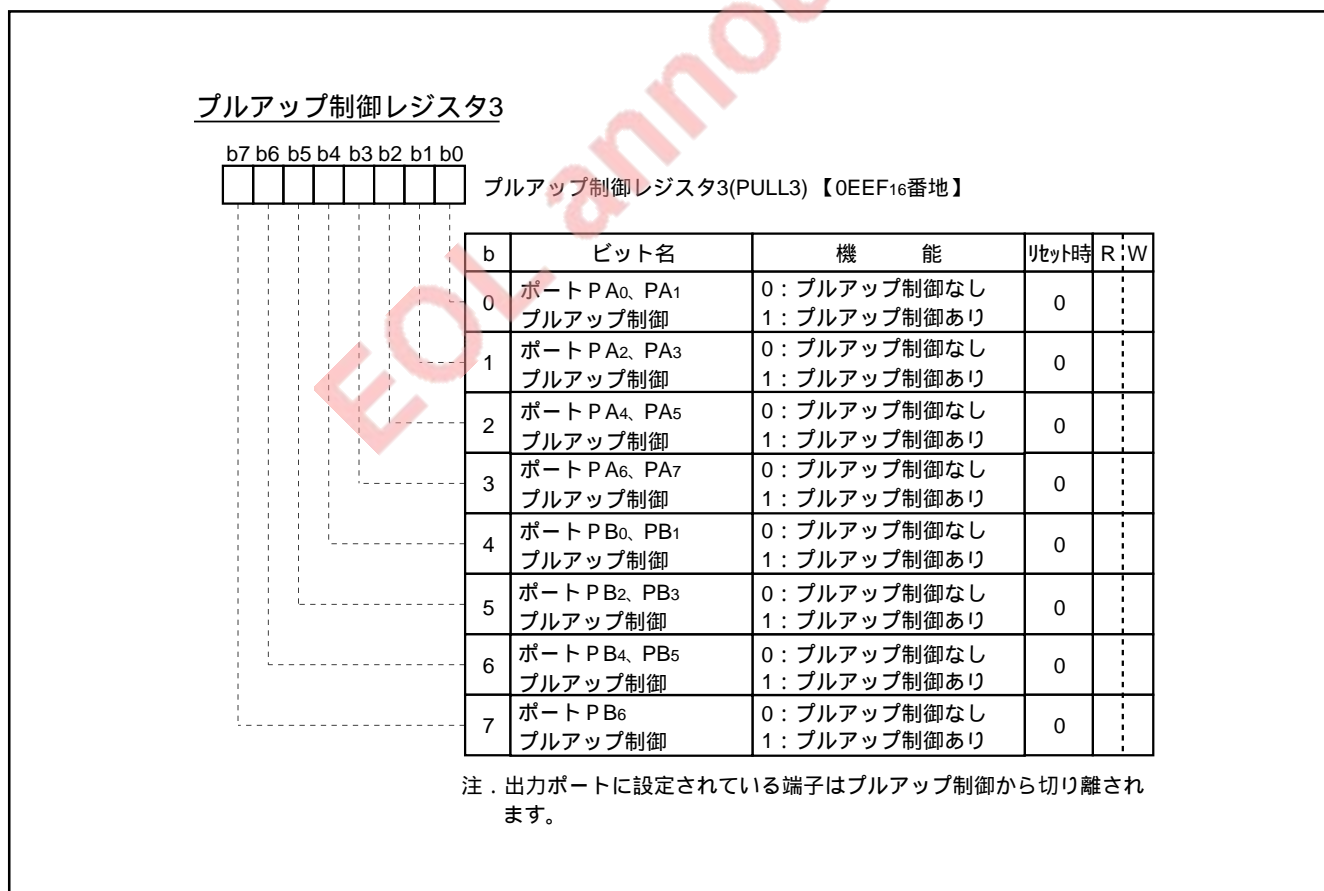 EOL annou
プルアップ制御レジスタ3
b7 b6 b5 b4 b3 b2 b1 b0
プルアップ制御レジスタ3(PULL3)【0EEF16番地】
b ビット名 機 能 リセット時 R W
0 ポートPA0、PA1 プルアップ制御 0：プルアップ制御なし 0
1：プルアップ制御あり
1 ポートPA2、PA3 プルアップ制御 0：プルアップ制御なし 0
1：プルアップ制御あり
2 ポートPA4、PA5 プルアップ制御 0：プルアップ制御なし 0
1：プルアップ制御あり
3 ポートPA6、PA7 プルアップ制御 0：プルアップ制御なし 0
1：プルアップ制御あり
4 ポートPB0、PB1 プルアップ制御 0：プルアップ制御なし 0
1：プルアップ制御あり
5 ポートPB2、PB3 プルアップ制御 0：プルアップ制御なし 0
1：プルアップ制御あり
6 ポートPB4、PB5 プルアップ制御 0：プルアップ制御なし 0
1：プルアップ制御あり
7 ポートPB6 プルアップ制御 0：プルアップ制御なし 0
1：プルアップ制御あり
注．出力ポートに設定されている端子はプルアップ制御から切り離され
ます。